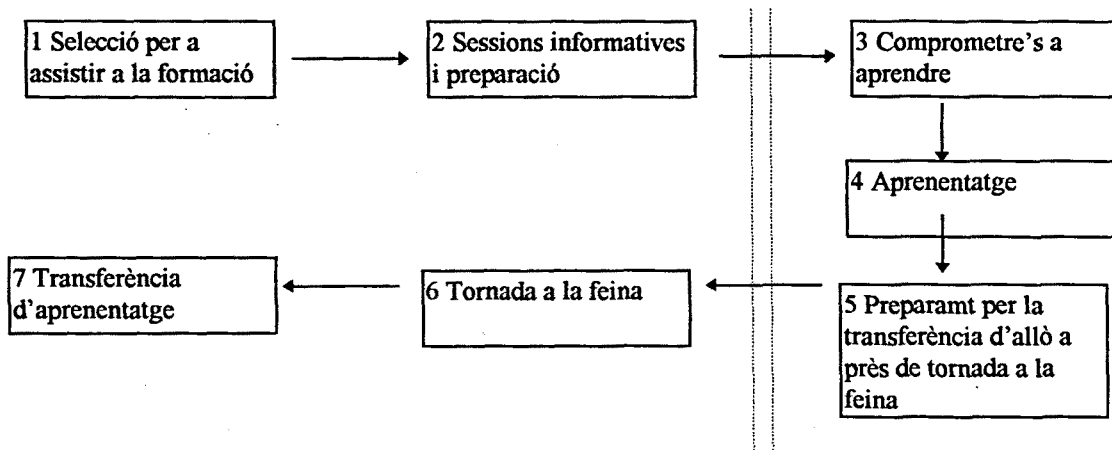 1 Selecció per a
assistir a la formació
2 Sessions informatives
i preparació
3 Comprometre's a
aprendre
4 Aprenentatge
5 Preparamt per la
transferència d'allò a
près de tornada a la
feina
6 Tornada a la feina
7 Transferència
d'aprenentatge